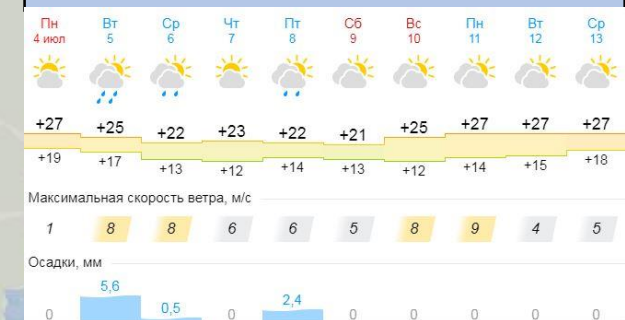 Пн Вт Ср Чт Пт Сб Вс Пн Вт Ср
4 июл 5 6 7 8 9 10 11 12 13
+27 +25 +22 +23 +22 +21 +25 +27 +27 +27
+19 +17 +13 +12 +14 +13 +12 +14 +15 +18
Максимальная скорость ветра, м/с
1 8 8 6 6 5 8 9 4 5
Осадки, мм
0 5,6 0,5 0 2,4 0 0 0 0 0